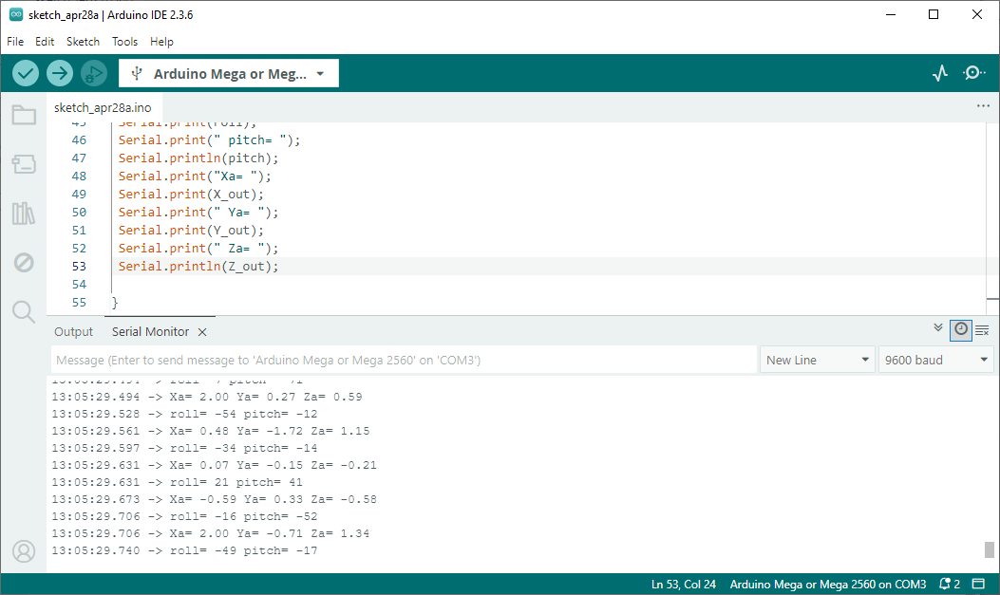 sketch_apr28a | Arduino IDE 2.3.6
File Edit Sketch Tools Help
Arduino Mega or Meg...
sketch_apr28a.ino
45 Serial.print(roll);
46 Serial.print(" pitch= ");
47 Serial.println(pitch);
48 Serial.print("Xa= ");
49 Serial.print(X_out);
50 Serial.print(" Ya= ");
51 Serial.print(Y_out);
52 Serial.print(" Za= ");
53 Serial.println(Z_out);
54
55 }
Output Serial Monitor
Message (Enter to send message to 'Arduino Mega or Mega 2560' on 'COM3') New Line 9600 baud
13:05:29.494 -> Xa= 2.00 Ya= 0.27 Za= 0.59
13:05:29.528 -> roll= -54 pitch= -12
13:05:29.561 -> Xa= 0.48 Ya= -1.72 Za= 1.15
13:05:29.597 -> roll= -34 pitch= -14
13:05:29.631 -> Xa= 0.07 Ya= -0.15 Za= -0.21
13:05:29.631 -> roll= 21 pitch= 41
13:05:29.673 -> Xa= -0.59 Ya= 0.33 Za= -0.58
13:05:29.706 -> roll= -16 pitch= -52
13:05:29.706 -> Xa= 2.00 Ya= -0.71 Za= 1.34
13:05:29.740 -> roll= -49 pitch= -17
Ln 53, Col 24 Arduino Mega or Mega 2560 on COM3 2